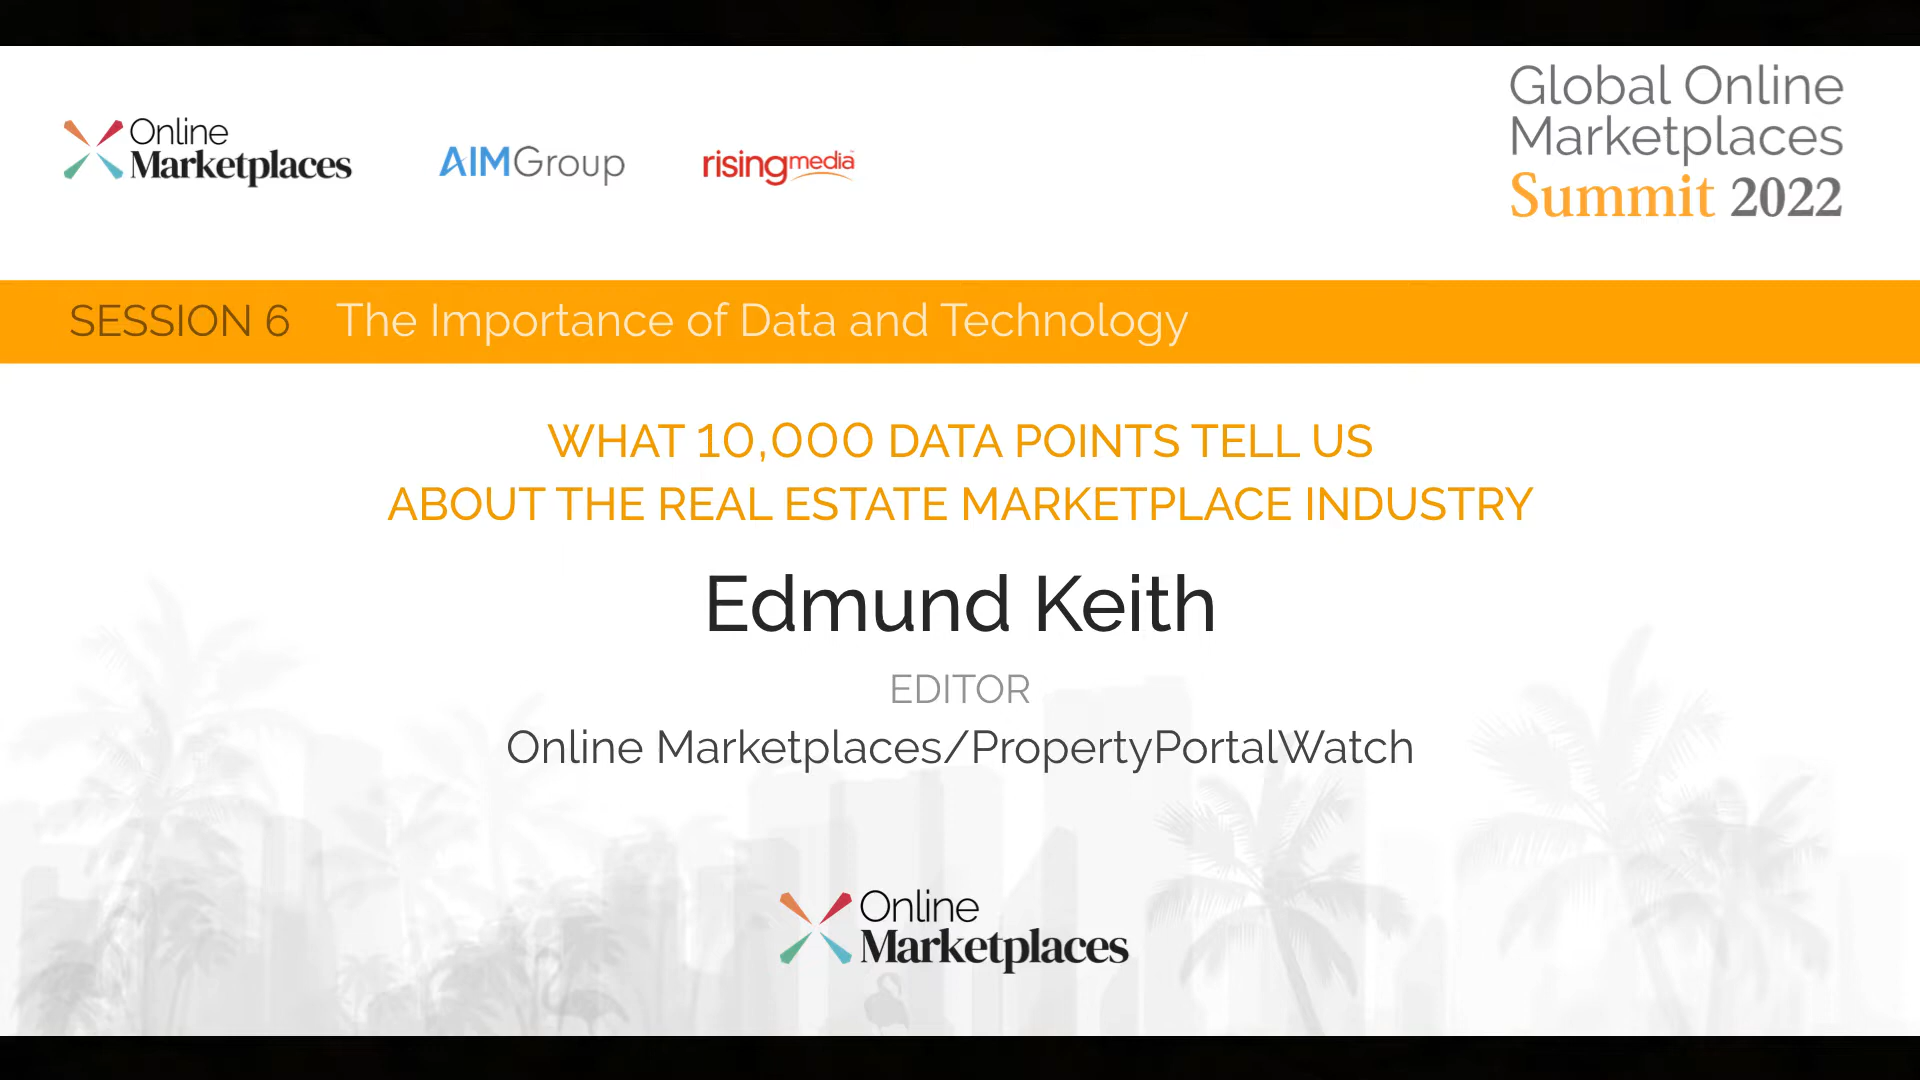 Online
Marketplaces
AIMGroup
risingmedia
Global Online
Marketplaces
Summit 2022
SESSION 6 The Importance of Data and Technology
WHAT 10,000 DATA POINTS TELL US
ABOUT THE REAL ESTATE MARKETPLACE INDUSTRY
Edmund Keith
EDITOR
Online Marketplaces/PropertyPortalWatch
Online
Marketplaces